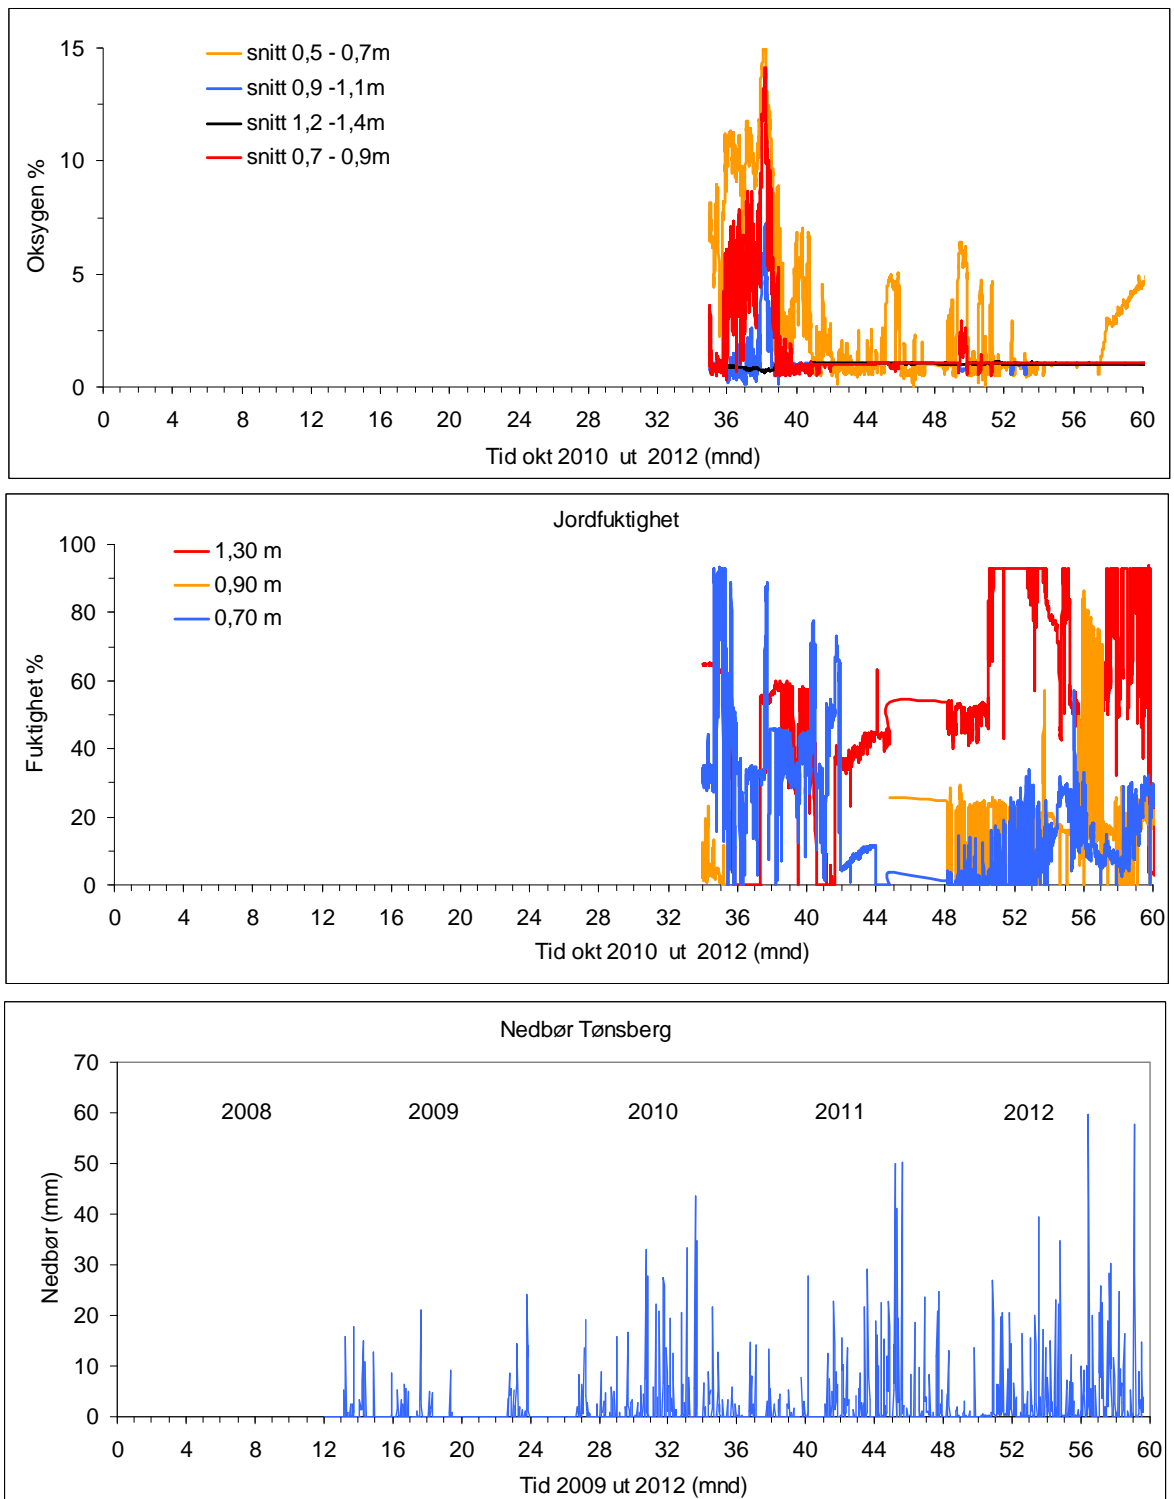 snitt 0,5 - 0,7m
snitt 0,9 -1,1m
snitt 1,2 -1,4m
snitt 0,7 - 0,9m
Oksygen %
15
10
5
0
0 4 8 12 16 20 24 28 32 36 40 44 48 52 56 60
Tid okt 2010 ut 2012 (mnd)
Jordfuktighet
1,30 m
0,90 m
0,70 m
Fuktighet %
100
80
60
40
20
0
0 4 8 12 16 20 24 28 32 36 40 44 48 52 56 60
Tid okt 2010 ut 2012 (mnd)
Nedbør Tønsberg
2008 2009 2010 2011 2012
Nedbør (mm)
70
60
50
40
30
20
10
0
0 4 8 12 16 20 24 28 32 36 40 44 48 52 56 60
Tid 2009 ut 2012 (mnd)